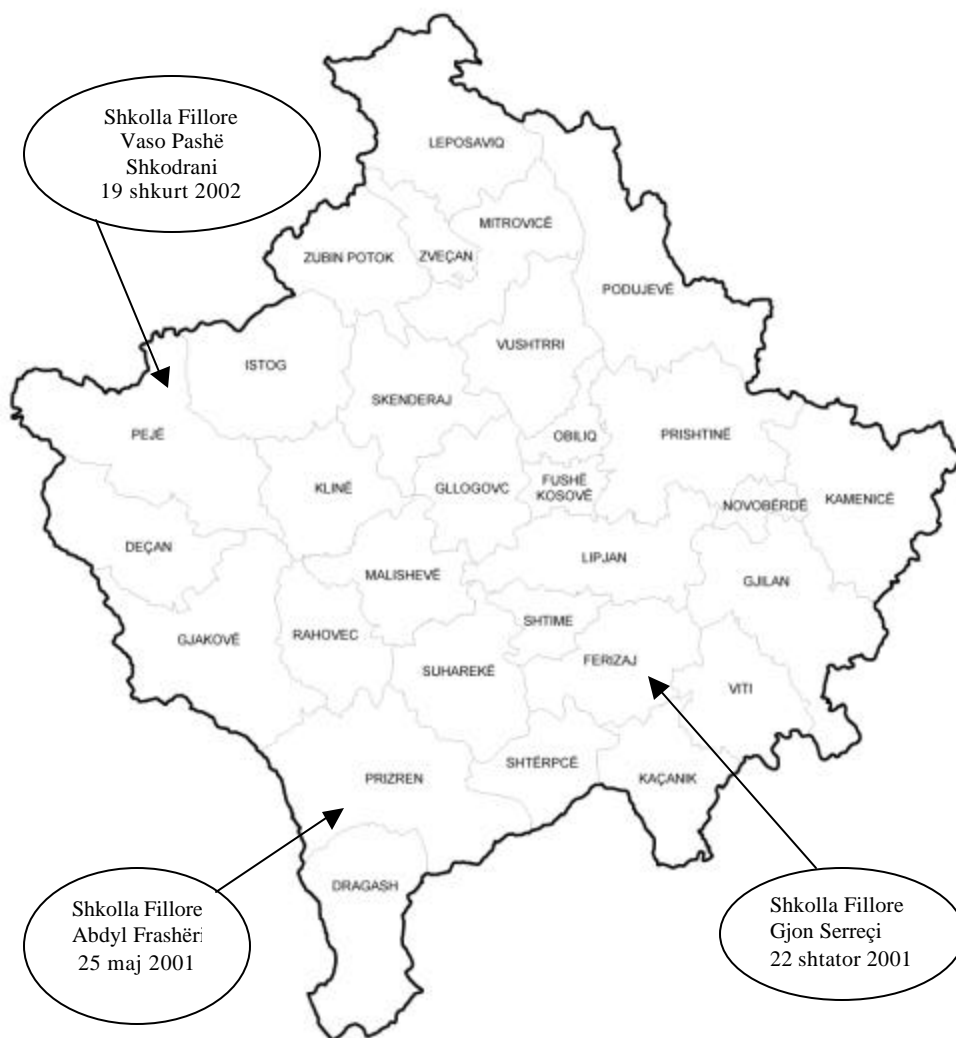 Shkolla Fillore
Vaso Pashë
Shkodrani
19 shkurt 2002
LEPOSAVIQ
MITROVICË
ZUBIN POTOK
ZVEÇAN
PODUJEVË
VUSHTRRI
ISTOG
SKENDERAJ
PEJË
OBILIQ
PRISHTINË
KLINË
GLLOGOVC
FUSHË
KOSOVË
NOVOBËRDË
KAMENICË
DEÇAN
MALISHEVË
LIPJAN
GJILAN
GJAKOVË
RAHOVEC
SHTIME
SUHAREKË
FERIZAJ
VITI
PRIZREN
SHTËRPCË
KAÇANIK
DRAGASH
Shkolla Fillore
Abdyl Frashëri
25 maj 2001
Shkolla Fillore
Gjon Serreçi
22 shtator 2001